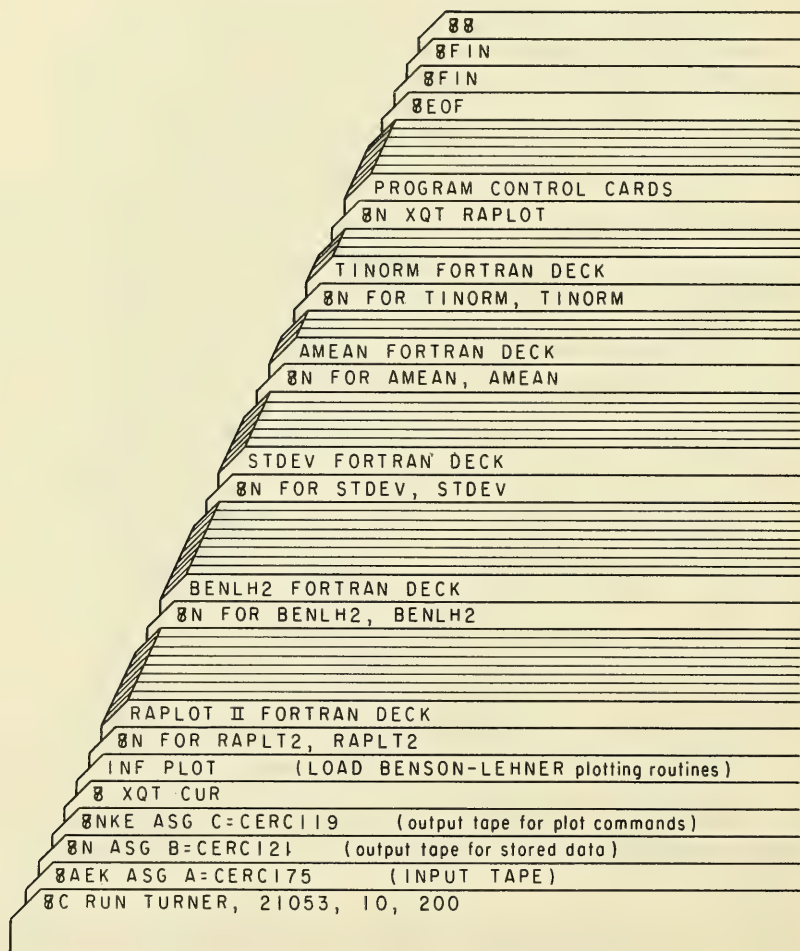 88
8FIN
8FIN
8EOF
PROGRAM CONTROL CARDS
8N XQT RAPLOT
TINORM FORTRAN DECK
8N FOR TINORM, TINORM
AMEAN FORTRAN DECK
8N FOR AMEAN, AMEAN
STDEV FORTRAN DECK
8N FOR STDEV, STDEV
BENLH2 FORTRAN DECK
8N FOR BENLH2, BENLH2
RAPLOT II FORTRAN DECK
8N FOR RAPLT2, RAPLT2
INF PLOT (LOAD BENSON-LEHNER plotting routines)
8 XQT CUR
8NKE ASG C=CERC119 (output tape for plot commands)
8N ASG B=CERC121 (output tape for stored data)
8AEK ASG A=CERC175 (INPUT TAPE)
8C RUN TURNER, 21053, 10, 200